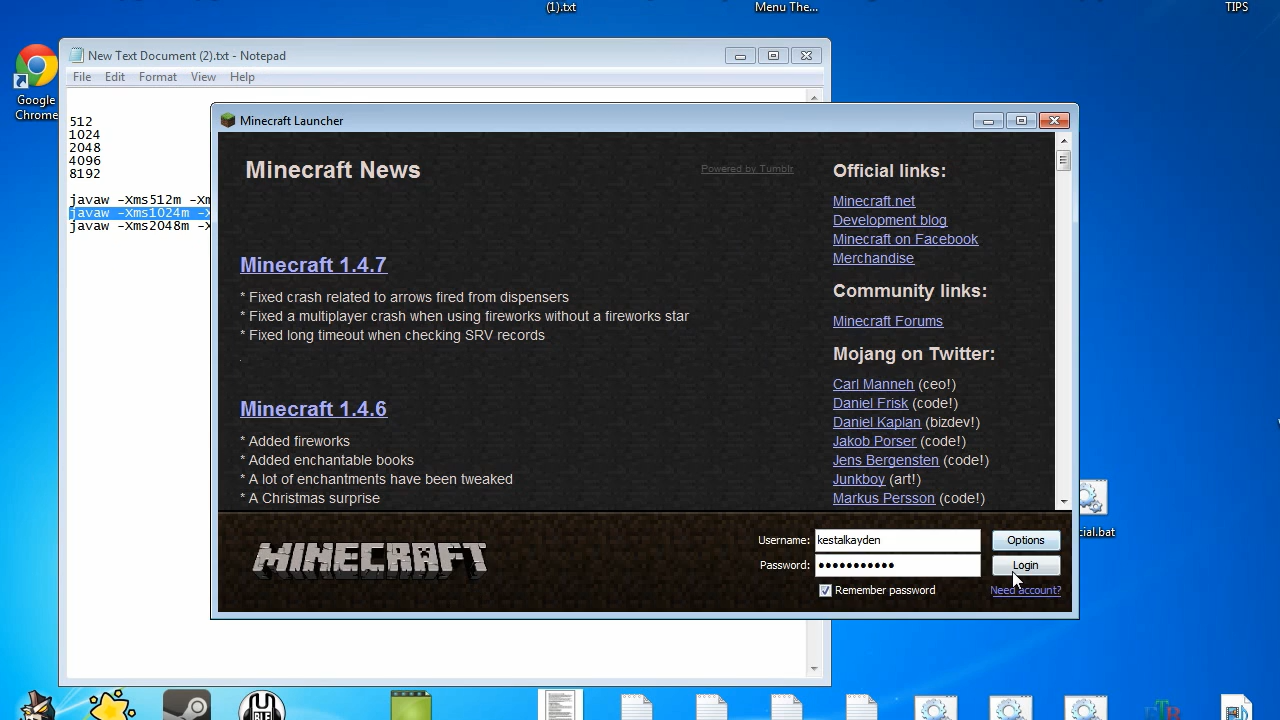 (1).txt
Menu The...
TIPS
New Text Document (2).txt - Notepad
File Edit Format View Help
Google
Chrome
512
1024
2048
4096
8192
javaw -Xms512m -Xm
javaw -Xms1024m -X
javaw -Xms2048m -X
Minecraft Launcher
Minecraft News
Powered by Tumblr
Minecraft 1.4.7
* Fixed crash related to arrows fired from dispensers
* Fixed a multiplayer crash when using fireworks without a fireworks star
* Fixed long timeout when checking SRV records
.
Minecraft 1.4.6
* Added fireworks
* Added enchantable books
* A lot of enchantments have been tweaked
* A Christmas surprise
Official links:
Minecraft.net
Development blog
Minecraft on Facebook
Merchandise
Community links:
Minecraft Forums
Mojang on Twitter:
Carl Manneh (ceo!)
Daniel Frisk (code!)
Daniel Kaplan (bizdev!)
Jakob Porser (code!)
Jens Bergensten (code!)
Junkboy (art!)
Markus Persson (code!)
cial.bat
MINECRAFT
Username: kestalkayden
Options
Password: •••••••••••
Login
Remember password
Need account?